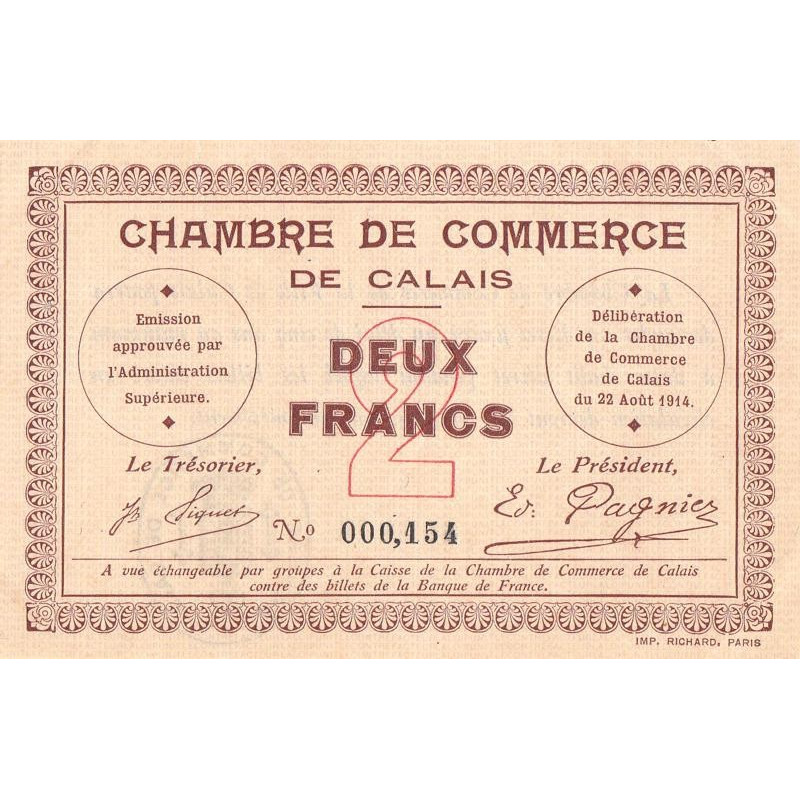 CHAMBRE DE COMMERCE
DE CALAIS
Emission
approuvée par
l'Administration
Supérieure.
2
DEUX
FRANCS
Délibération
de la Chambre
de Commerce
de Calais
du 22 Août 1914.
Le Trésorier,
Le Président,
Piquet
Ed. Pagniez
No 000,154
A vue échangeable par groupes à la Caisse de la Chambre de Commerce de Calais
contre des billets de la Banque de France.
IMP. RICHARD, PARIS